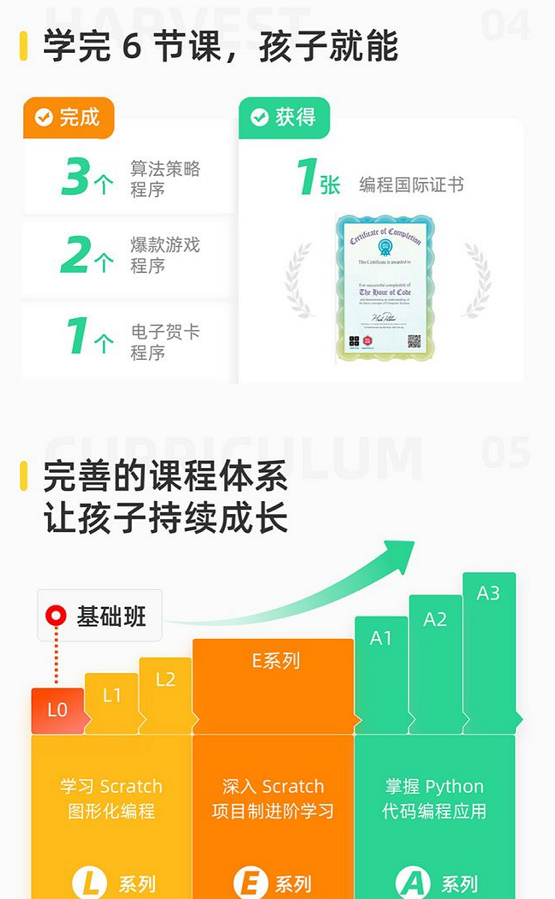 HARVEST
04
学完 6 节课，孩子就能
完成
获得
3个
算法策略
程序
1张
编程国际证书
2个
爆款游戏
程序
1个
电子贺卡
程序
Certificate of Completion
This Certificate is awarded to
For successful completion of
The Hour of Code
CURRICULUM
05
完善的课程体系
让孩子持续成长
基础班
L0
L1
L2
E系列
A1
A2
A3
学习 Scratch
图形化编程
深入 Scratch
项目制进阶学习
掌握 Python
代码编程应用
L 系列
E 系列
A 系列